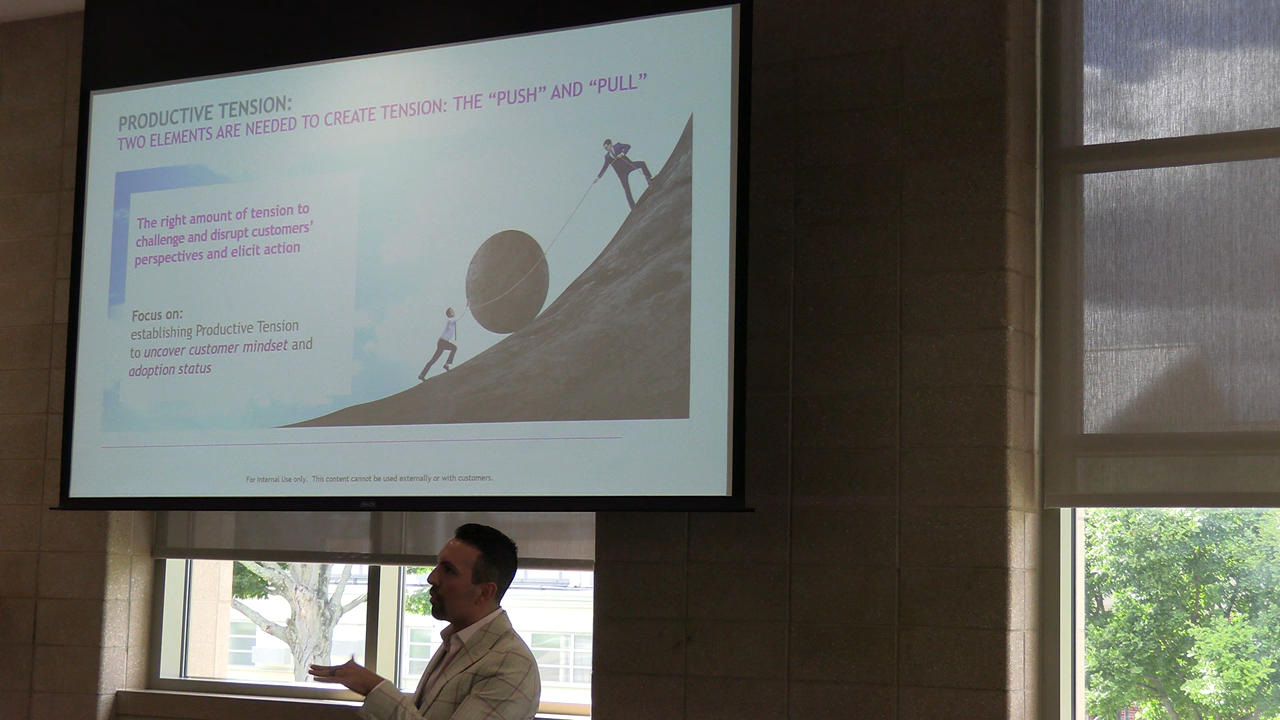 PRODUCTIVE TENSION:
TWO ELEMENTS ARE NEEDED TO CREATE TENSION: THE “PUSH” AND “PULL”
The right amount of tension to
challenge and disrupt customers’
perspectives and elicit action
Focus on:
establishing Productive Tension
to uncover customer mindset and
adoption status
For Internal Use only. This content cannot be used externally or with customers.